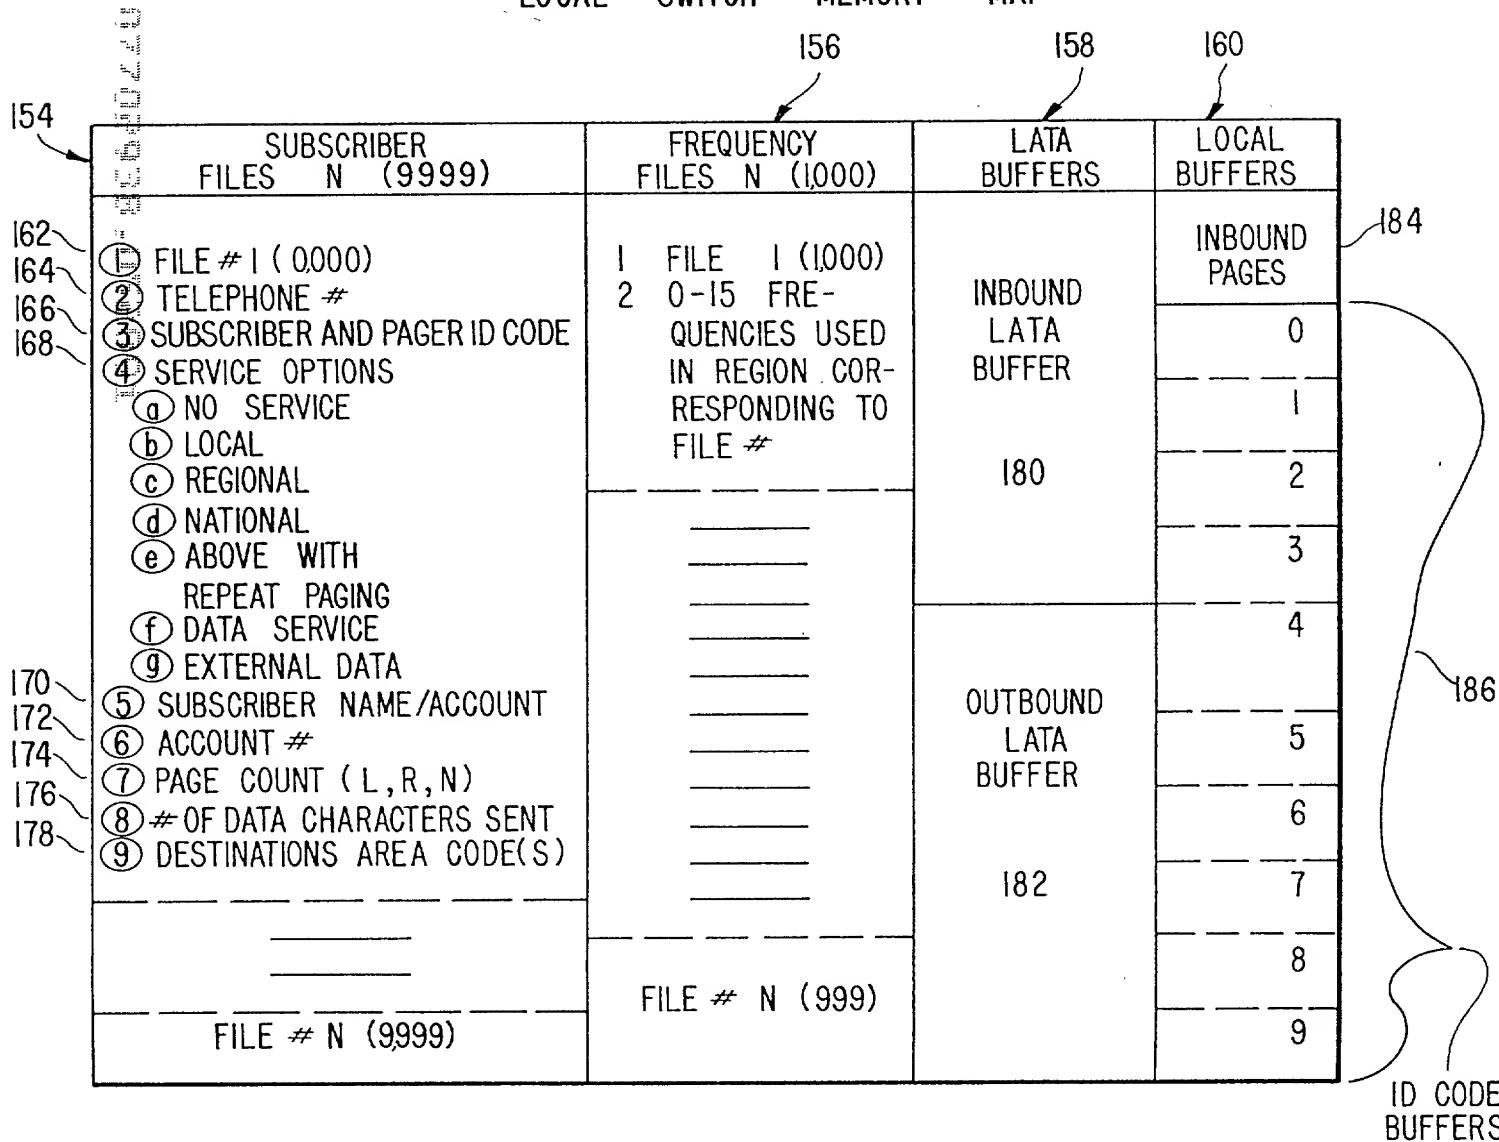 LOCAL SWITCH MEMORY MAP
156
158
160
154
SUBSCRIBER
FILES N (9999)
FREQUENCY
FILES N (1,000)
LATA
BUFFERS
LOCAL
BUFFERS
162
164
166
168
① FILE # 1 (0,000)
② TELEPHONE #
③ SUBSCRIBER AND PAGER ID CODE
④ SERVICE OPTIONS
ⓐ NO SERVICE
ⓑ LOCAL
ⓒ REGIONAL
ⓓ NATIONAL
ⓔ ABOVE WITH
REPEAT PAGING
ⓕ DATA SERVICE
ⓖ EXTERNAL DATA
170
172
174
176
178
⑤ SUBSCRIBER NAME/ACCOUNT
⑥ ACCOUNT #
⑦ PAGE COUNT (L,R,N)
⑧ # OF DATA CHARACTERS SENT
⑨ DESTINATIONS AREA CODE(S)
FILE # N (9,999)
1 FILE 1 (1,000)
2 0-15 FRE-
QUENCIES USED
IN REGION COR-
RESPONDING TO
FILE #
FILE # N (999)
INBOUND
LATA
BUFFER
180
OUTBOUND
LATA
BUFFER
182
INBOUND
PAGES
184
0
1
2
3
4
5
6
7
8
9
186
ID CODE
BUFFERS